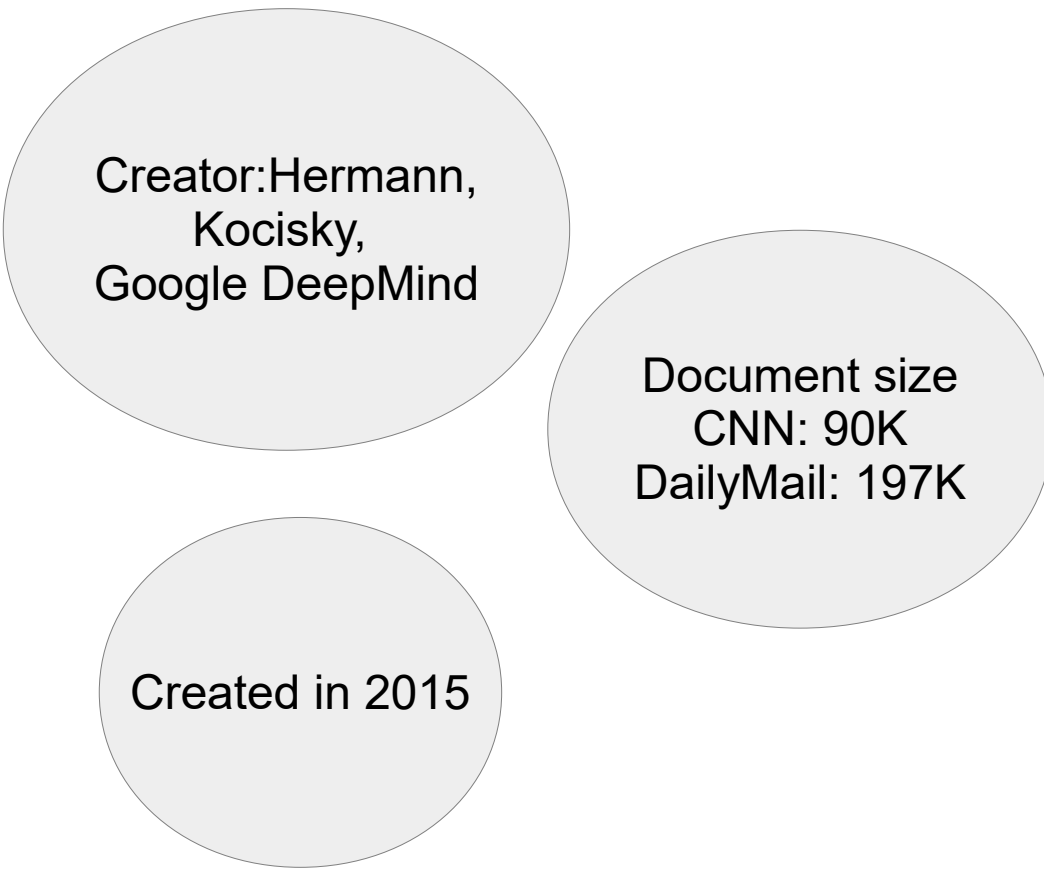 Creator:Hermann,
Kocisky,
Google DeepMind
Document size
CNN: 90K
DailyMail: 197K
Created in 2015